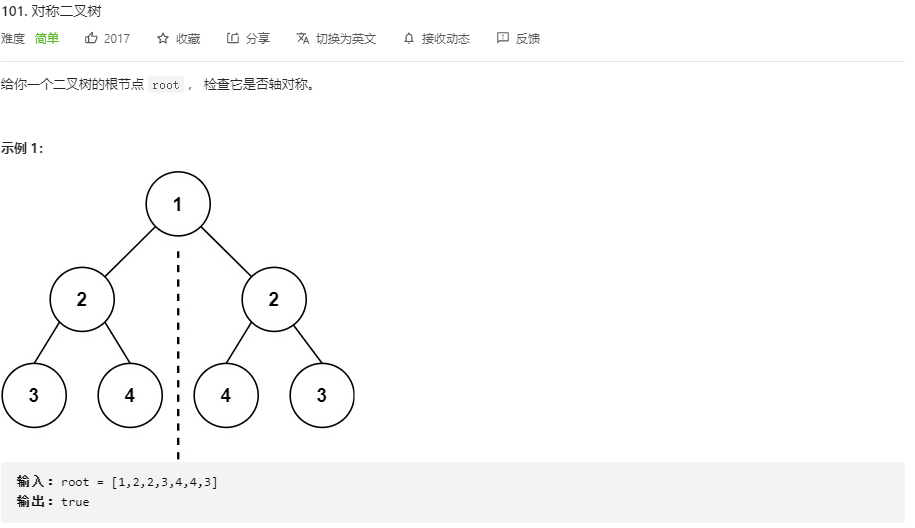 101. 对称二叉树
难度 简单 2017 收藏 分享 切换为英文 接收动态 反馈
给你一个二叉树的根节点 root ， 检查它是否轴对称。
示例 1：
1
2 2
3 4 4 3
输入：root = [1,2,2,3,4,4,3]
输出：true